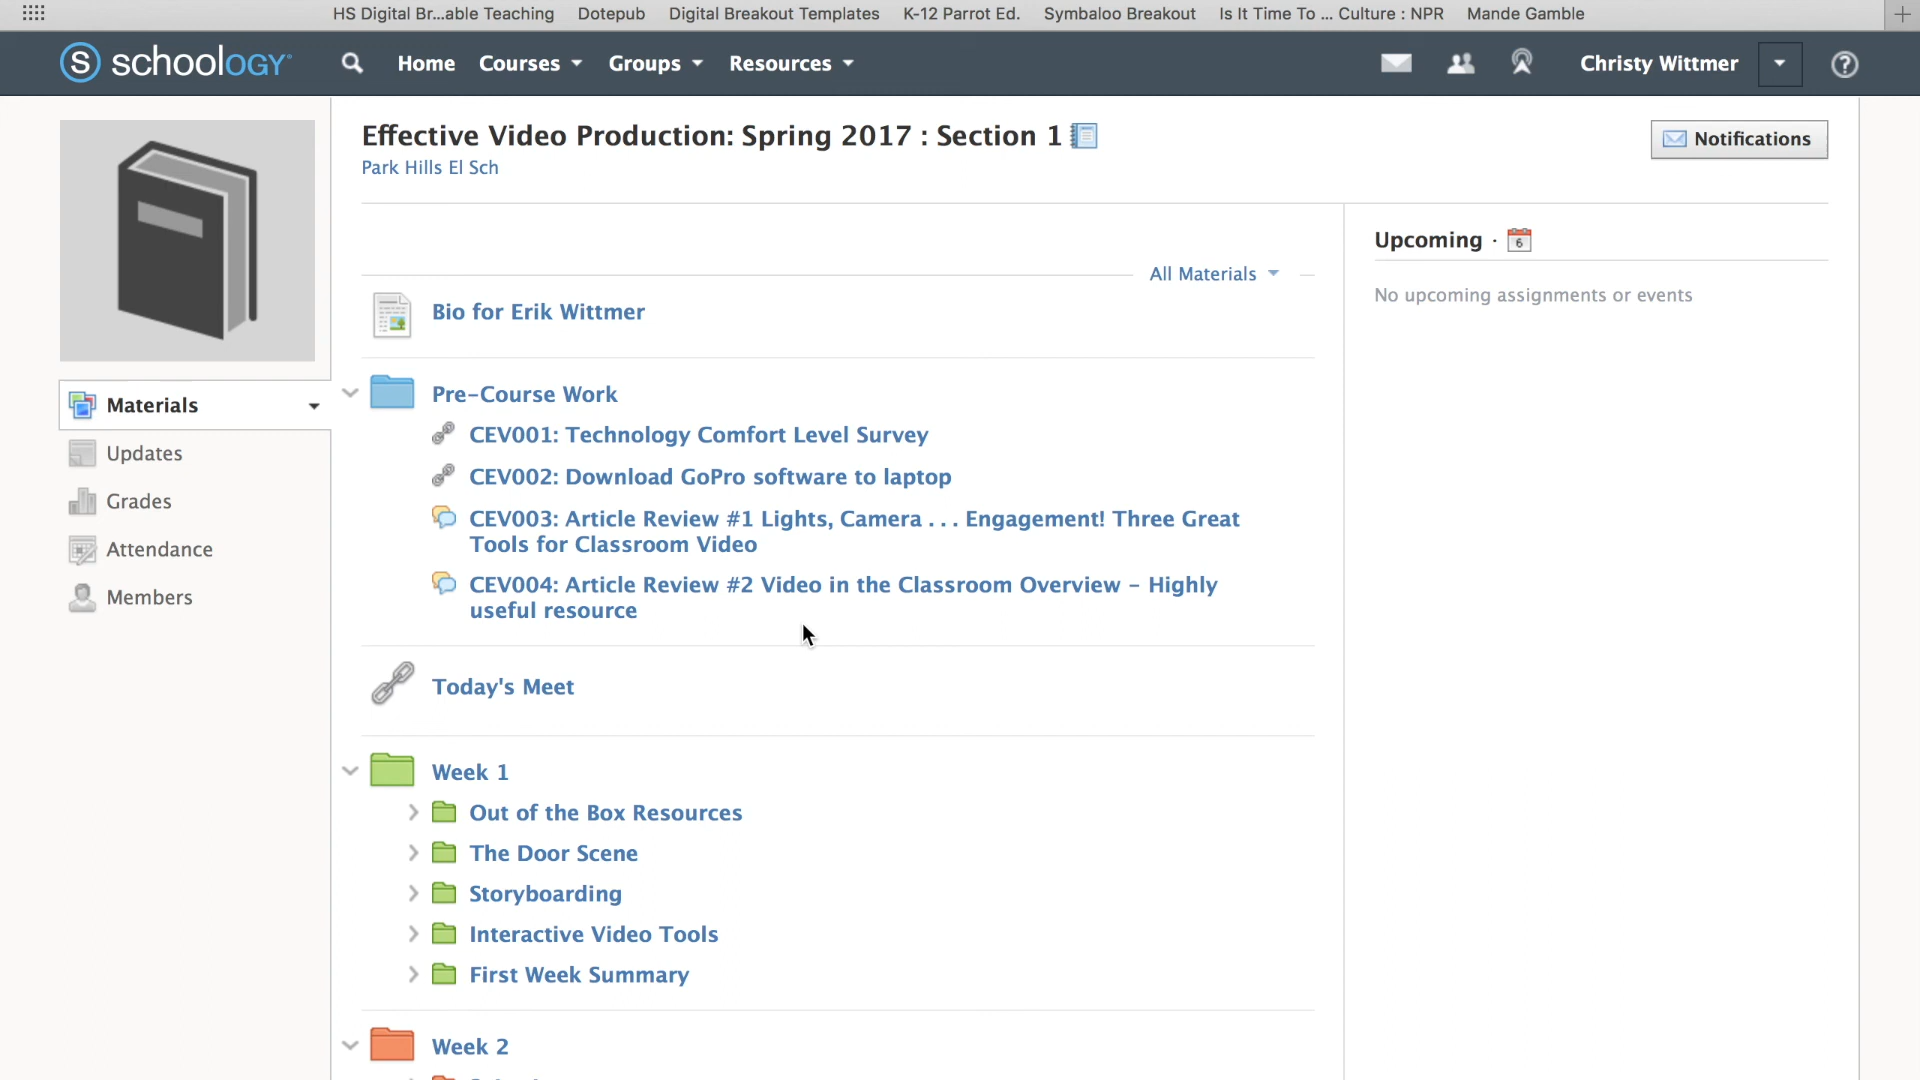 HS Digital Br...able Teaching Dotepub Digital Breakout Templates K-12 Parrot Ed. Symbaloo Breakout Is It Time To ... Culture : NPR Mande Gamble
S schoology Home Courses Groups Resources Christy Wittmer ?
Effective Video Production: Spring 2017 : Section 1
Notifications
Park Hills El Sch
Upcoming · 6
All Materials
No upcoming assignments or events
Bio for Erik Wittmer
Materials
Updates
Grades
Attendance
Members
Pre-Course Work
CEV001: Technology Comfort Level Survey
CEV002: Download GoPro software to laptop
CEV003: Article Review #1 Lights, Camera . . . Engagement! Three Great
Tools for Classroom Video
CEV004: Article Review #2 Video in the Classroom Overview – Highly
useful resource
Today's Meet
Week 1
Out of the Box Resources
The Door Scene
Storyboarding
Interactive Video Tools
First Week Summary
Week 2